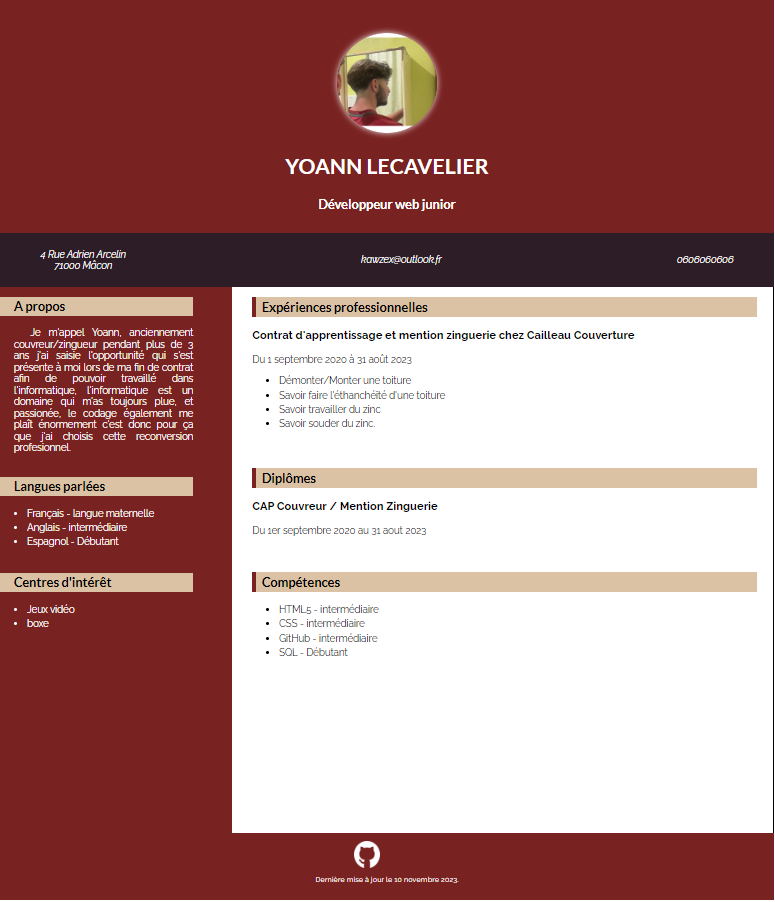 YOANN LECAVELIER
Développeur web junior
4 Rue Adrien Arcelin
71000 Mâcon
kawzex@outlook.fr
0606060606
A propos
Je m'appel Yoann, anciennement
couvreur/zingueur pendant plus de 3
ans j'ai saisie l'opportunité qui s'est
présente à moi lors de ma fin de contrat
afin de pouvoir travaillé dans
l'informatique, l'informatique est un
domaine qui m'as toujours plue, et
passionée, le codage également me
plaît énormement c'est donc pour ça
que j'ai choisis cette reconversion
profesionnel.
Langues parlées
Français - langue maternelle
Anglais - intermédiaire
Espagnol - Débutant
Centres d'intérêt
Jeux vidéo
boxe
Expériences professionnelles
Contrat d'apprentissage et mention zinguerie chez Cailleau Couverture
Du 1 septembre 2020 à 31 août 2023
Démonter/Monter une toiture
Savoir faire l'éthanchéïté d'une toiture
Savoir travailler du zinc
Savoir souder du zinc.
Diplômes
CAP Couvreur / Mention Zinguerie
Du 1er septembre 2020 au 31 aout 2023
Compétences
HTML5 - intermédiaire
CSS - intermédiaire
GitHub - intermédiaire
SQL - Débutant
Dernière mise à jour le 10 novembre 2023.